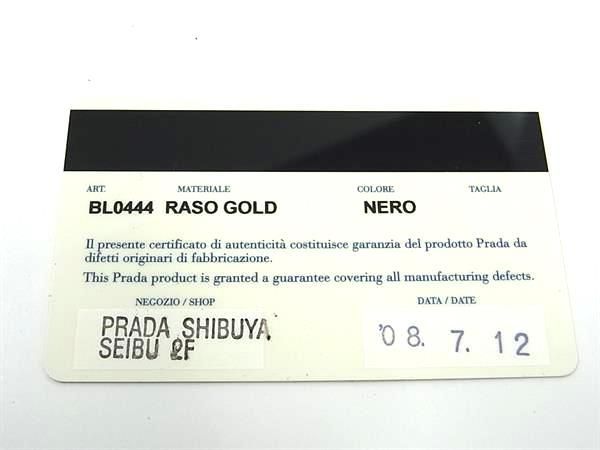 ART. MATERIALE COLORE TAGLIA
BL0444 RASO GOLD NERO
Il presente certificato di autenticità costituisce garanzia del prodotto Prada da
difetti originari di fabbricazione.
This Prada product is granted a guarantee covering all manufacturing defects.
NEGOZIO / SHOP DATA / DATE
PRADA SHIBUYA
SEIBU 2F
'08. 7. 12